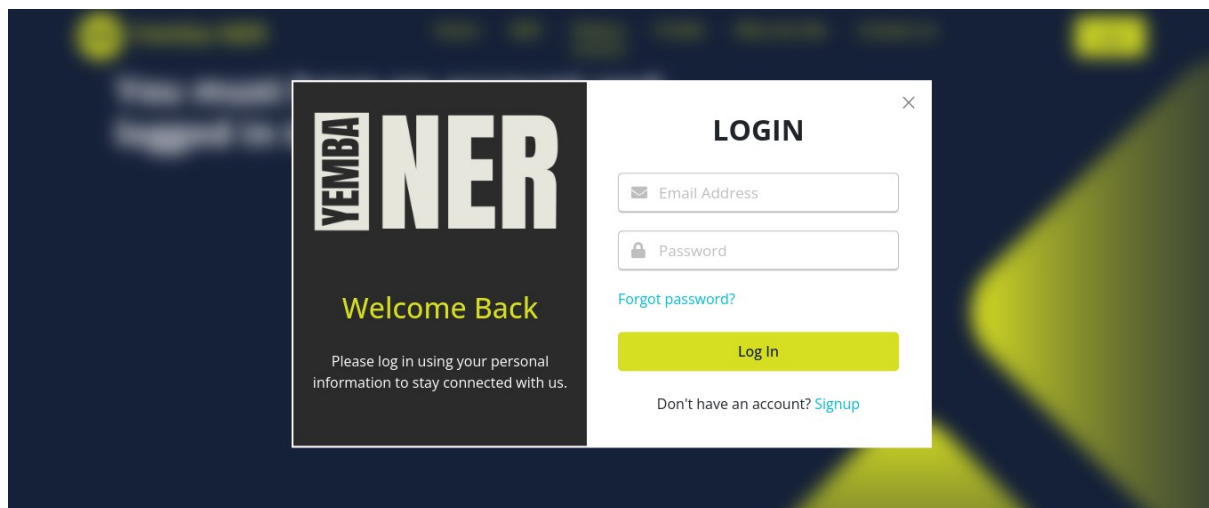 YEMBA NER
Welcome Back
Please log in using your personal
information to stay connected with us.
LOGIN
Email Address
Password
Forgot password?
Log In
Don't have an account? Signup